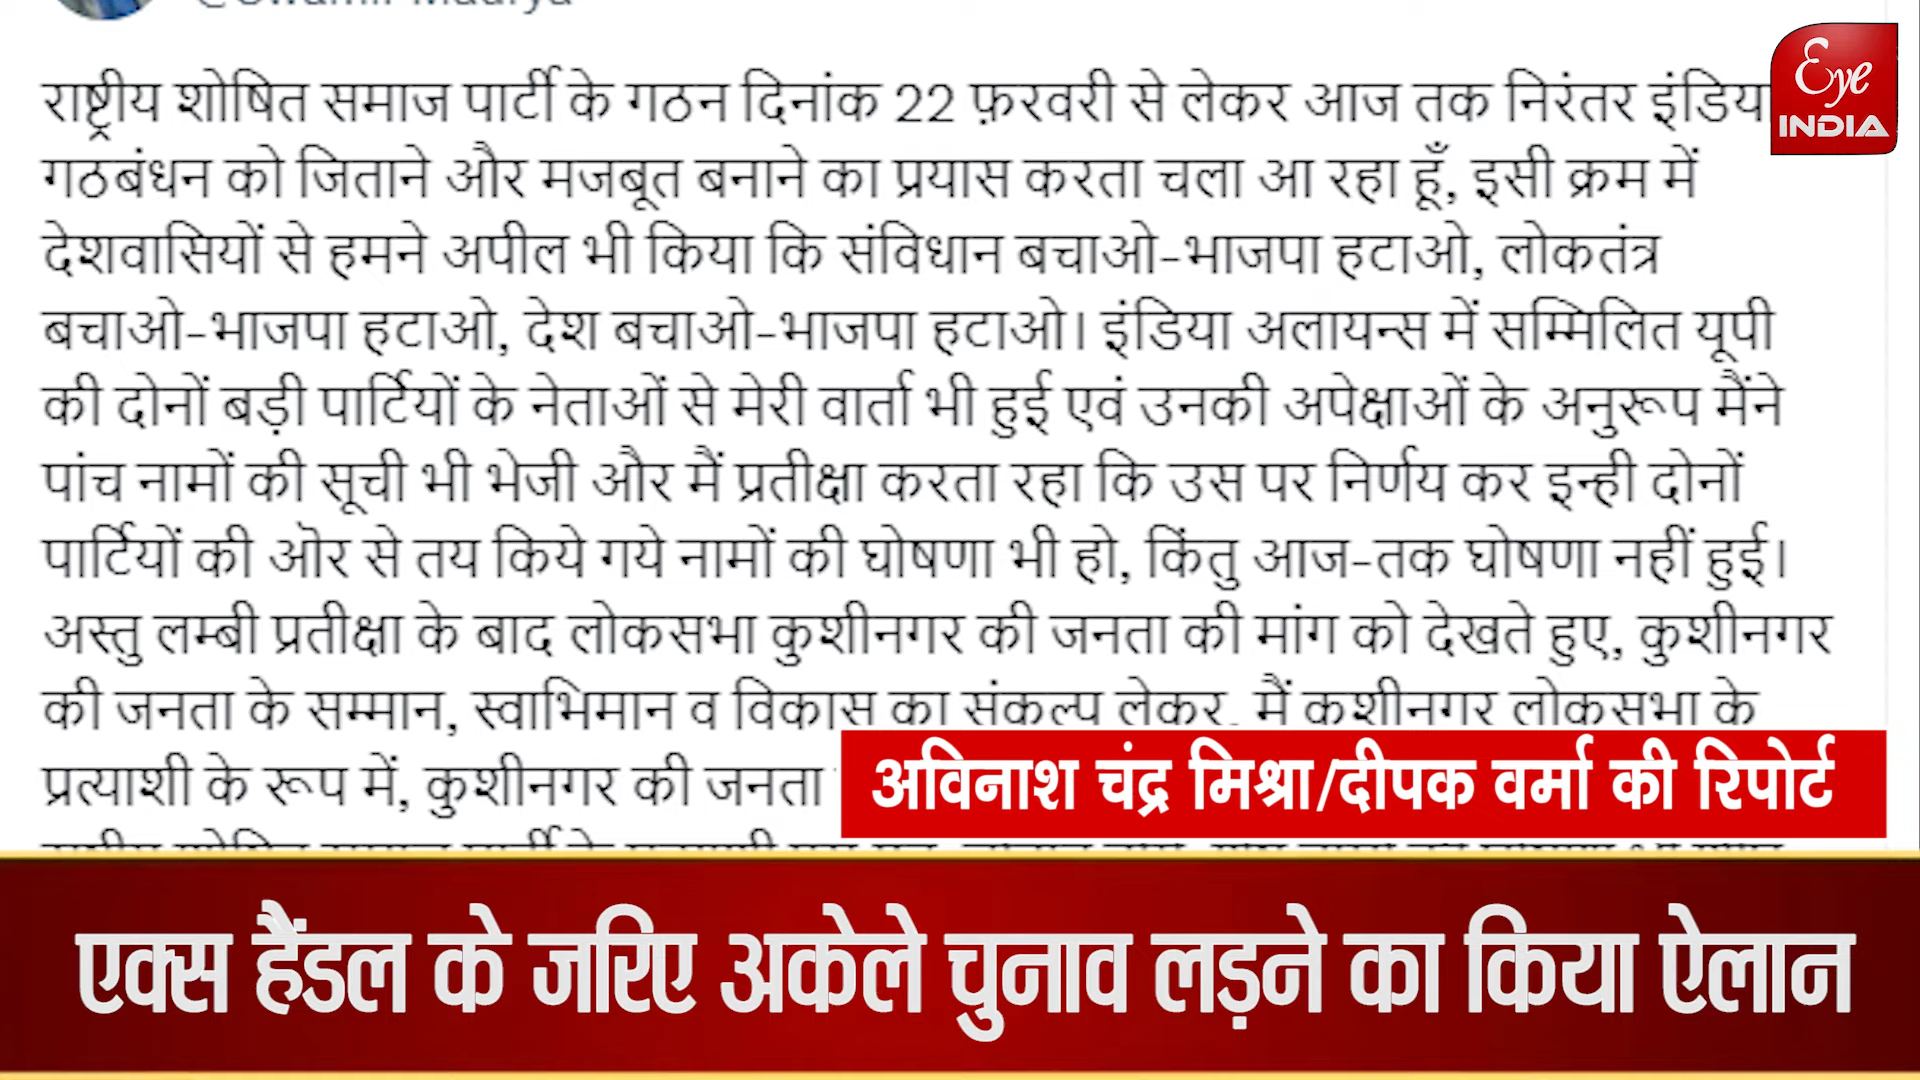 राष्ट्रीय शोषित समाज पार्टी के गठन दिनांक 22 फ़रवरी से लेकर आज तक निरंतर इंडिया
Eye
INDIA
गठबंधन को जिताने और मजबूत बनाने का प्रयास करता चला आ रहा हूँ, इसी क्रम में
देशवासियों से हमने अपील भी किया कि संविधान बचाओ-भाजपा हटाओ, लोकतंत्र
बचाओ-भाजपा हटाओ, देश बचाओ-भाजपा हटाओ। इंडिया अलायन्स में सम्मिलित यूपी
की दोनों बड़ी पार्टियों के नेताओं से मेरी वार्ता भी हुई एवं उनकी अपेक्षाओं के अनुरूप मैंने
पांच नामों की सूची भी भेजी और मैं प्रतीक्षा करता रहा कि उस पर निर्णय कर इन्ही दोनों
पार्टियों की ऒर से तय किये गये नामों की घोषणा भी हो, किंतु आज-तक घोषणा नहीं हुई।
अस्तु लम्बी प्रतीक्षा के बाद लोकसभा कुशीनगर की जनता की मांग को देखते हुए, कुशीनगर
की जनता के सम्मान, स्वाभिमान व विकास का संकल्प लेकर, मैं कुशीनगर लोकसभा के
प्रत्याशी के रूप में, कुशीनगर की जनता
अविनाश चंद्र मिश्रा/दीपक वर्मा की रिपोर्ट
एक्स हैंडल के जरिए अकेले चुनाव लड़ने का किया ऐलान